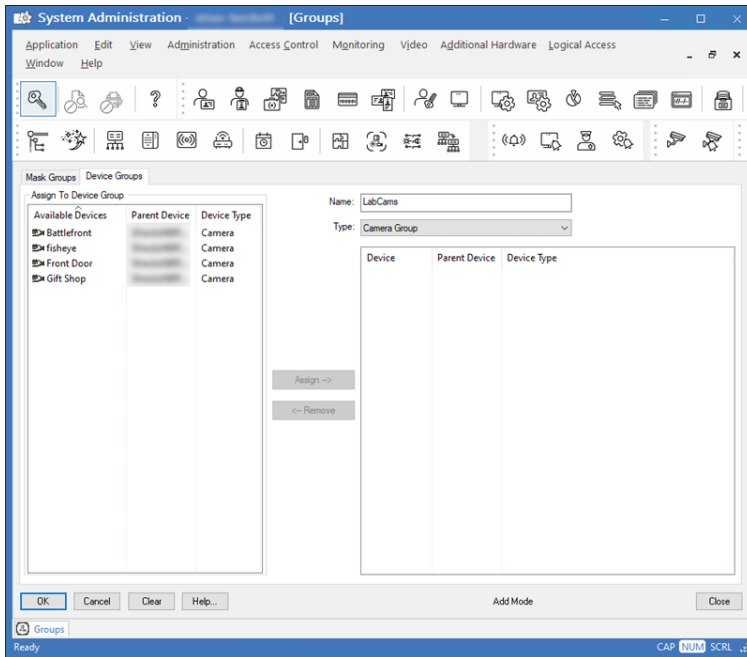 System Administration - [Groups]
Application Edit View Administration Access Control Monitoring Video Additional Hardware Logical Access
Window Help
Mask Groups Device Groups
Assign To Device Group
Available Devices Parent Device Device Type
Battlefront Camera
fisheye Camera
Front Door Camera
Gift Shop Camera
Name: LabCams
Type: Camera Group
Device Parent Device Device Type
Assign -->
<-- Remove
OK Cancel Clear Help... Add Mode Close
Groups
Ready CAP NUM SCRL